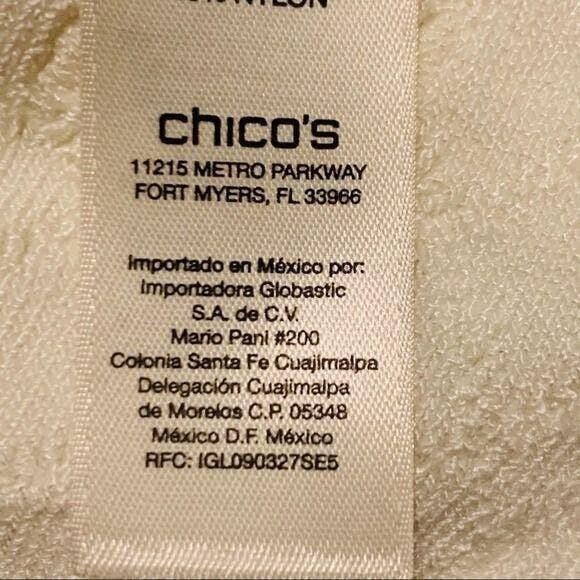 NYLON
chico's
11215 METRO PARKWAY
FORT MYERS, FL 33966
Importado en México por:
Importadora Globastic
S.A. de C.V.
Mario Pani #200
Colonia Santa Fe Cuajimalpa
Delegación Cuajimalpa
de Morelos C.P. 05348
México D.F. México
RFC: IGL090327SE5